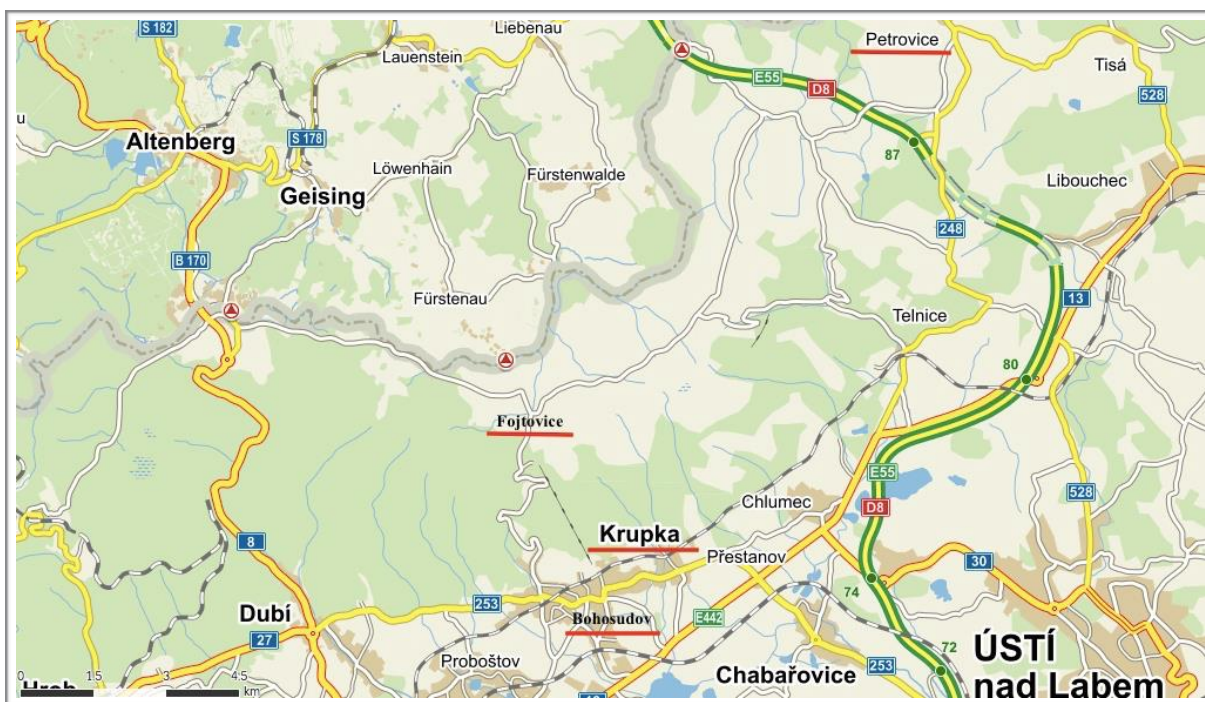 S 182
Liebenau
Petrovice
Lauenstein
Tisá
E55
D8
528
Altenberg
S 178
87
Löwenhain
Fürstenwalde
Libouchec
Geising
248
B 170
Fürstenau
13
Telnice
80
Fojtovice
E55
528
Chlumec
D8
Krupka
8
Přestanov
30
74
253
Dubí
Bohosudov
E442
27
72
Proboštov
Chabařovice
253
ÚSTÍ
nad Labem
0 1.5 3 4.5
km